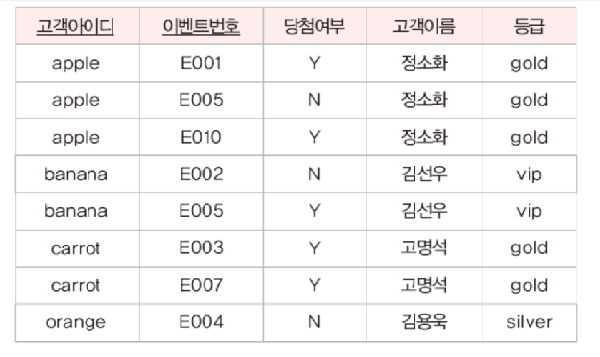 고객아이디 이벤트번호 당첨여부 고객이름 등급
apple E001 Y 정소화 gold
apple E005 N 정소화 gold
apple E010 Y 정소화 gold
banana E002 N 김선우 vip
banana E005 Y 김선우 vip
carrot E003 Y 고명석 gold
carrot E007 Y 고명석 gold
orange E004 N 김용욱 silver